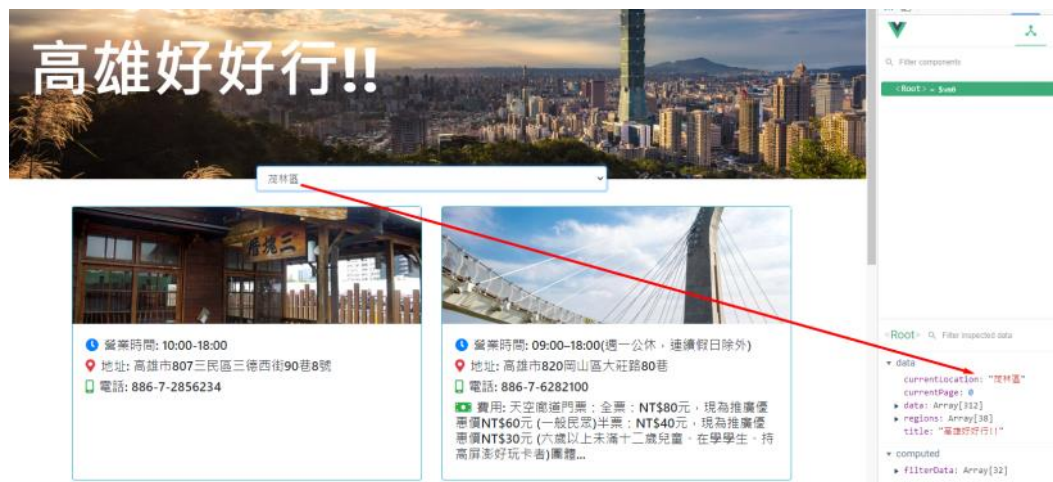 高雄好好行!!
Filter components
<Root> = $vm0
茂林區
三塊厝
營業時間: 10:00-18:00
地址: 高雄市807三民區三德西街90巷8號
電話: 886-7-2856234
營業時間: 09:00–18:00(週一公休，連續假日除外)
地址: 高雄市820岡山區大莊路80巷
電話: 886-7-6282100
費用: 天空廊道門票：全票：NT$80元，現為推廣優
惠價NT$60元 (一般民眾)半票：NT$40元，現為推廣優
惠價NT$30元 (六歲以上未滿十二歲兒童、在學學生、持
高屏澎好玩卡者)團體...
<Root> Filter inspected data
data
currentLocation: "茂林區"
currentPage: 0
data: Array[312]
regions: Array[38]
title: "高雄好好行!!"
computed
filterData: Array[32]